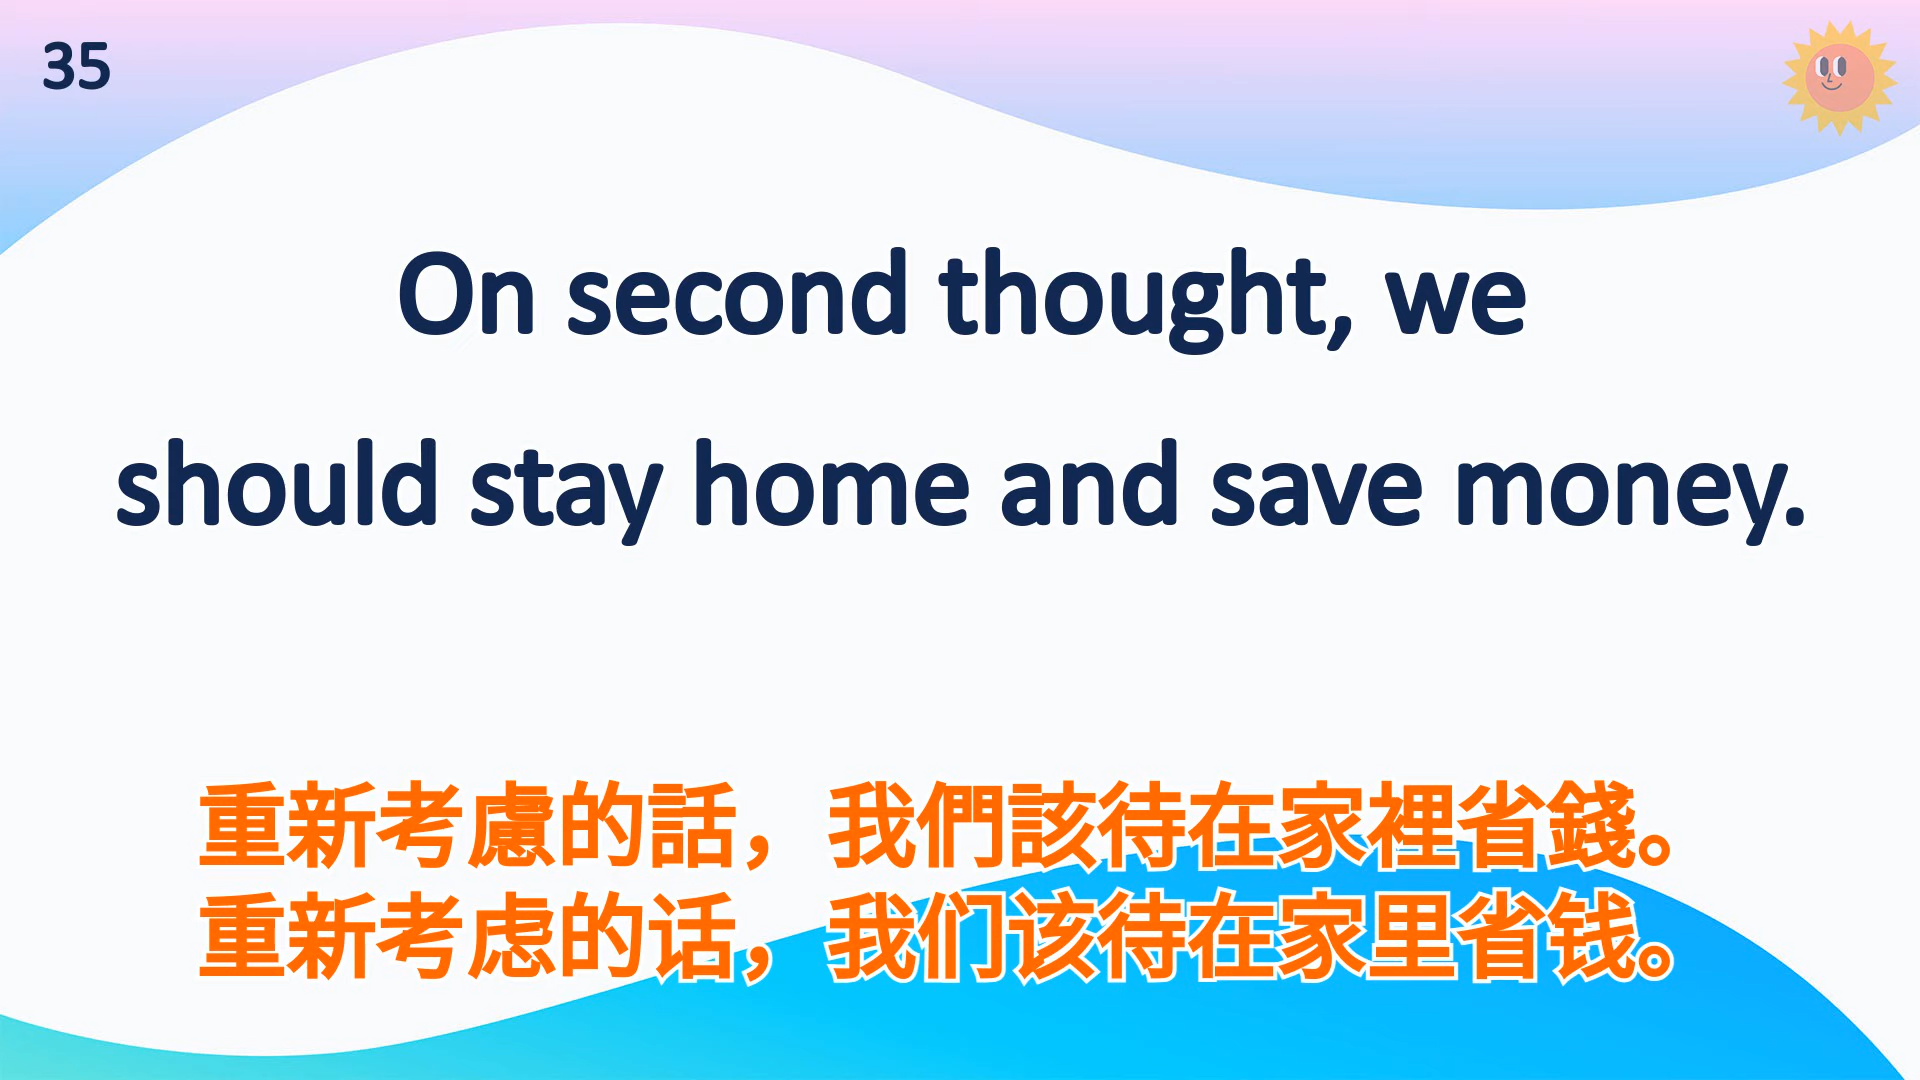 35
On second thought, we
should stay home and save money.
重新考慮的話，我們該待在家裡省錢。
重新考虑的话，我们该待在家里省钱。